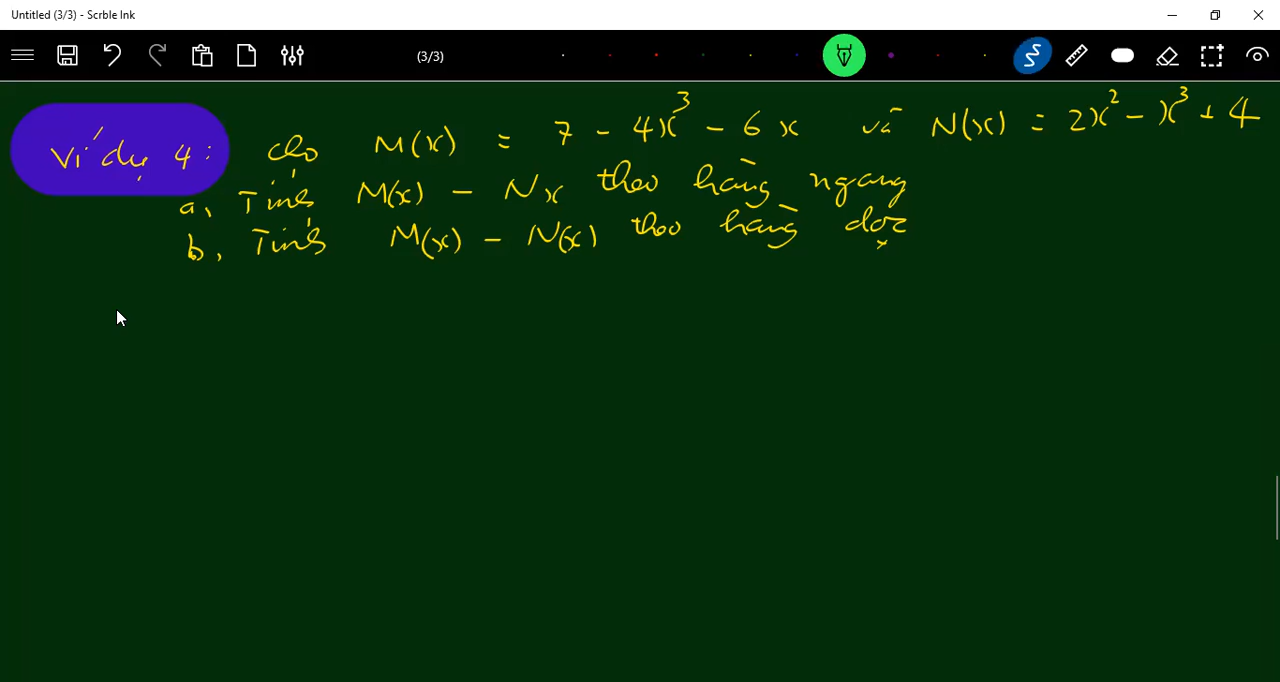 Untitled (3/3) - Scrble Ink
(3/3)
Ví dụ 4: cho M(x) = 7 - 4x³ - 6x và N(x) = 2x² - x³ + 4
a, Tính M(x) - Nx theo hàng ngang
b, Tính M(x) - N(x) theo hàng dọc